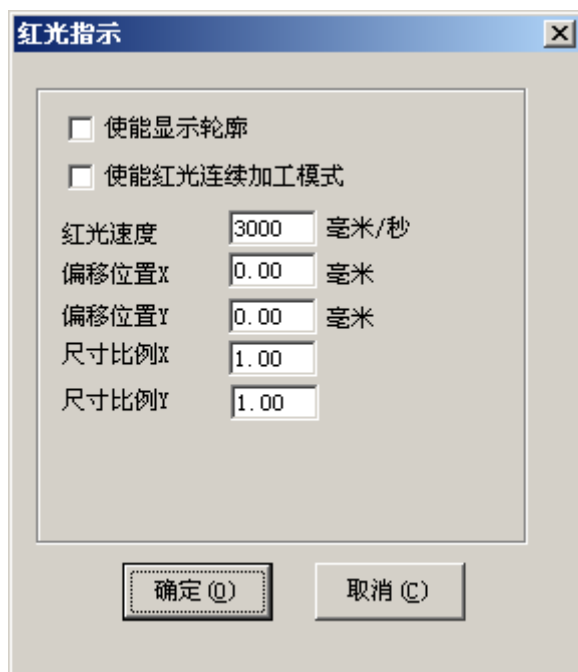 红光指示
使能显示轮廓
使能红光连续加工模式
红光速度 3000 毫米/秒
偏移位置X 0.00 毫米
偏移位置Y 0.00 毫米
尺寸比例X 1.00
尺寸比例Y 1.00
确定(O) 取消(C)